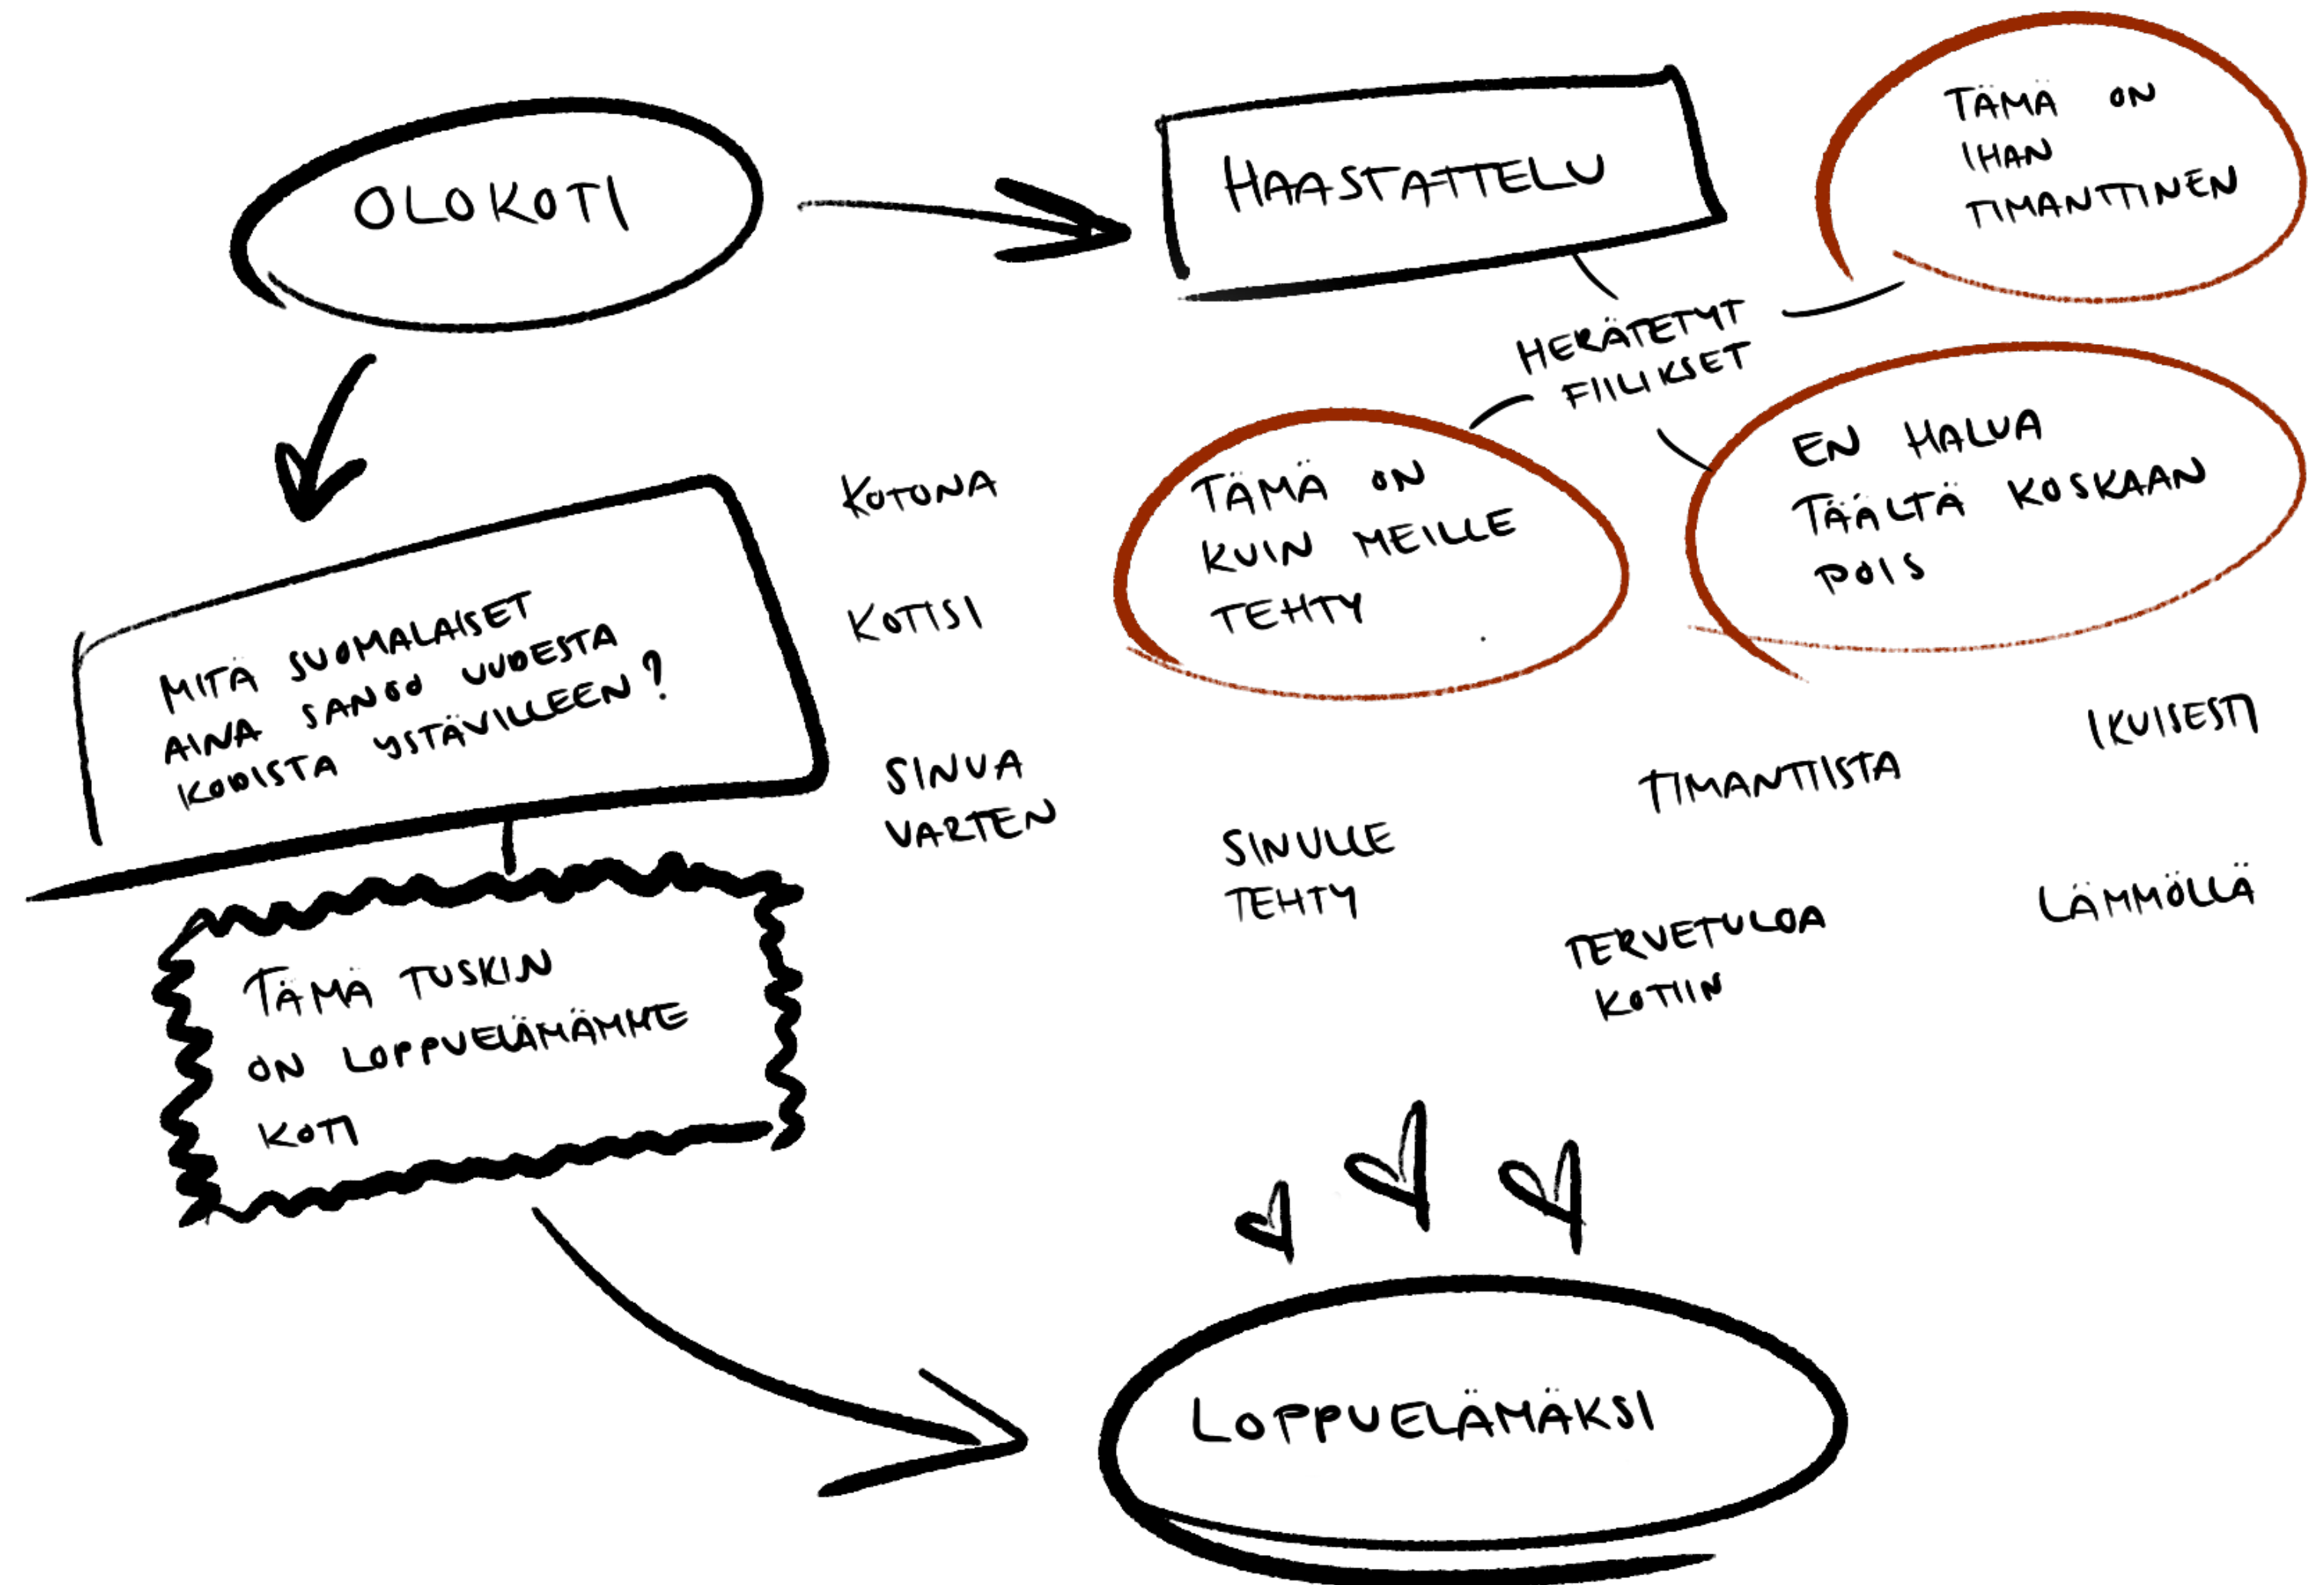 OLOKOTI
HAASTATTELU
TÄMÄ ON
IHAN
TIMANTTINEN
HERÄTETYT
FIILIKSET
EN HALUA
TÄÄLTÄ KOSKAAN
POIS
TÄMÄ ON
KUIN MEILLE
TEHTY
KOTONA
KOTISI
MITÄ SUOMALAISET
AINA SANOO UUDESTA
KODISTA YSTÄVILLEEN?
SINUA
VARTEN
SINULLE
TEHTY
TIMANTTISTA
IKUISESTI
TERVETULOA
KOTIIN
LÄMMÖLLÄ
TÄMÄ TUSKIN
ON LOPPUELÄMÄMME
KOTI
LOPPUELÄMÄKSI